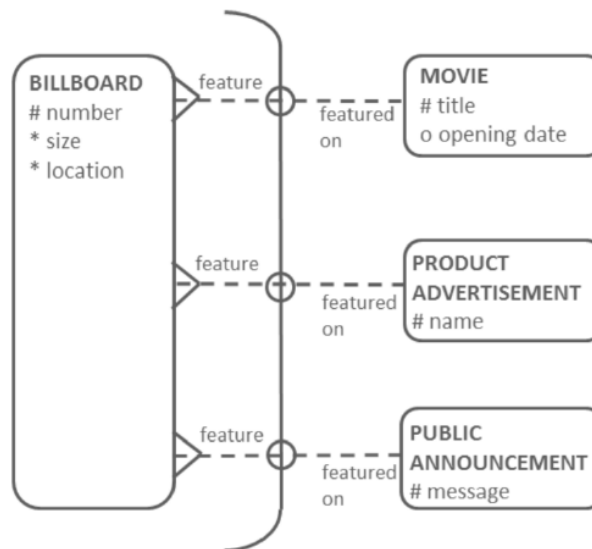 BILLBOARD
# number
* size
* location
feature
featured
on
MOVIE
# title
o opening date
feature
featured
on
PRODUCT
ADVERTISEMENT
# name
feature
featured
on
PUBLIC
ANNOUNCEMENT
# message